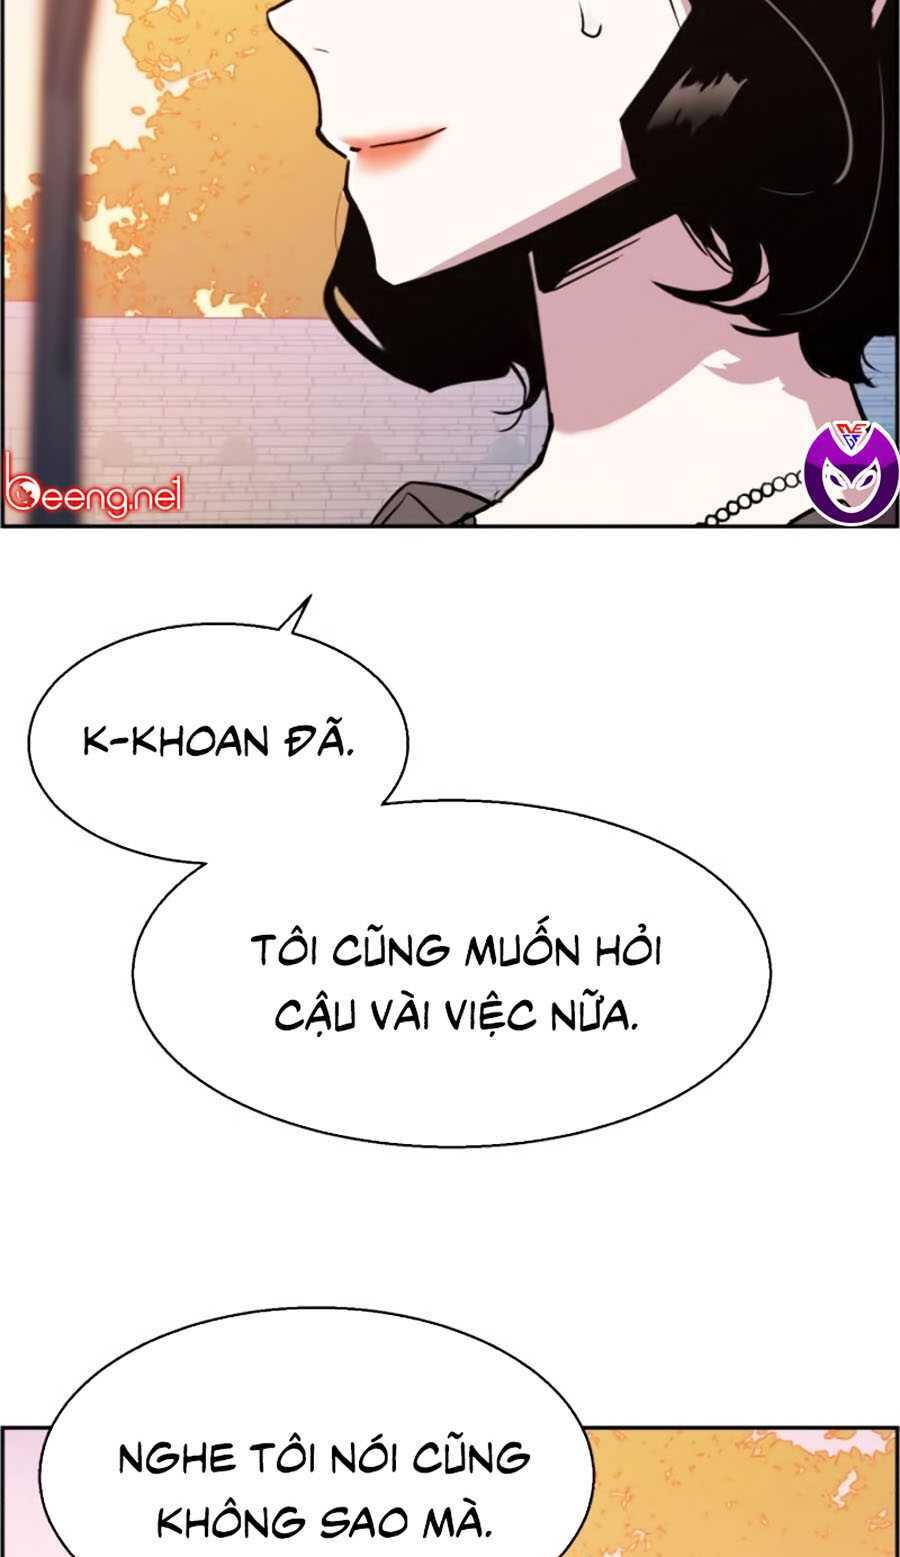 beeng.net
K-KHOAN ĐÃ.
TÔI CŨNG MUỐN HỎI
CẬU VÀI VIỆC NỮA.
NGHE TÔI NÓI CŨNG
KHÔNG SAO MÀ.